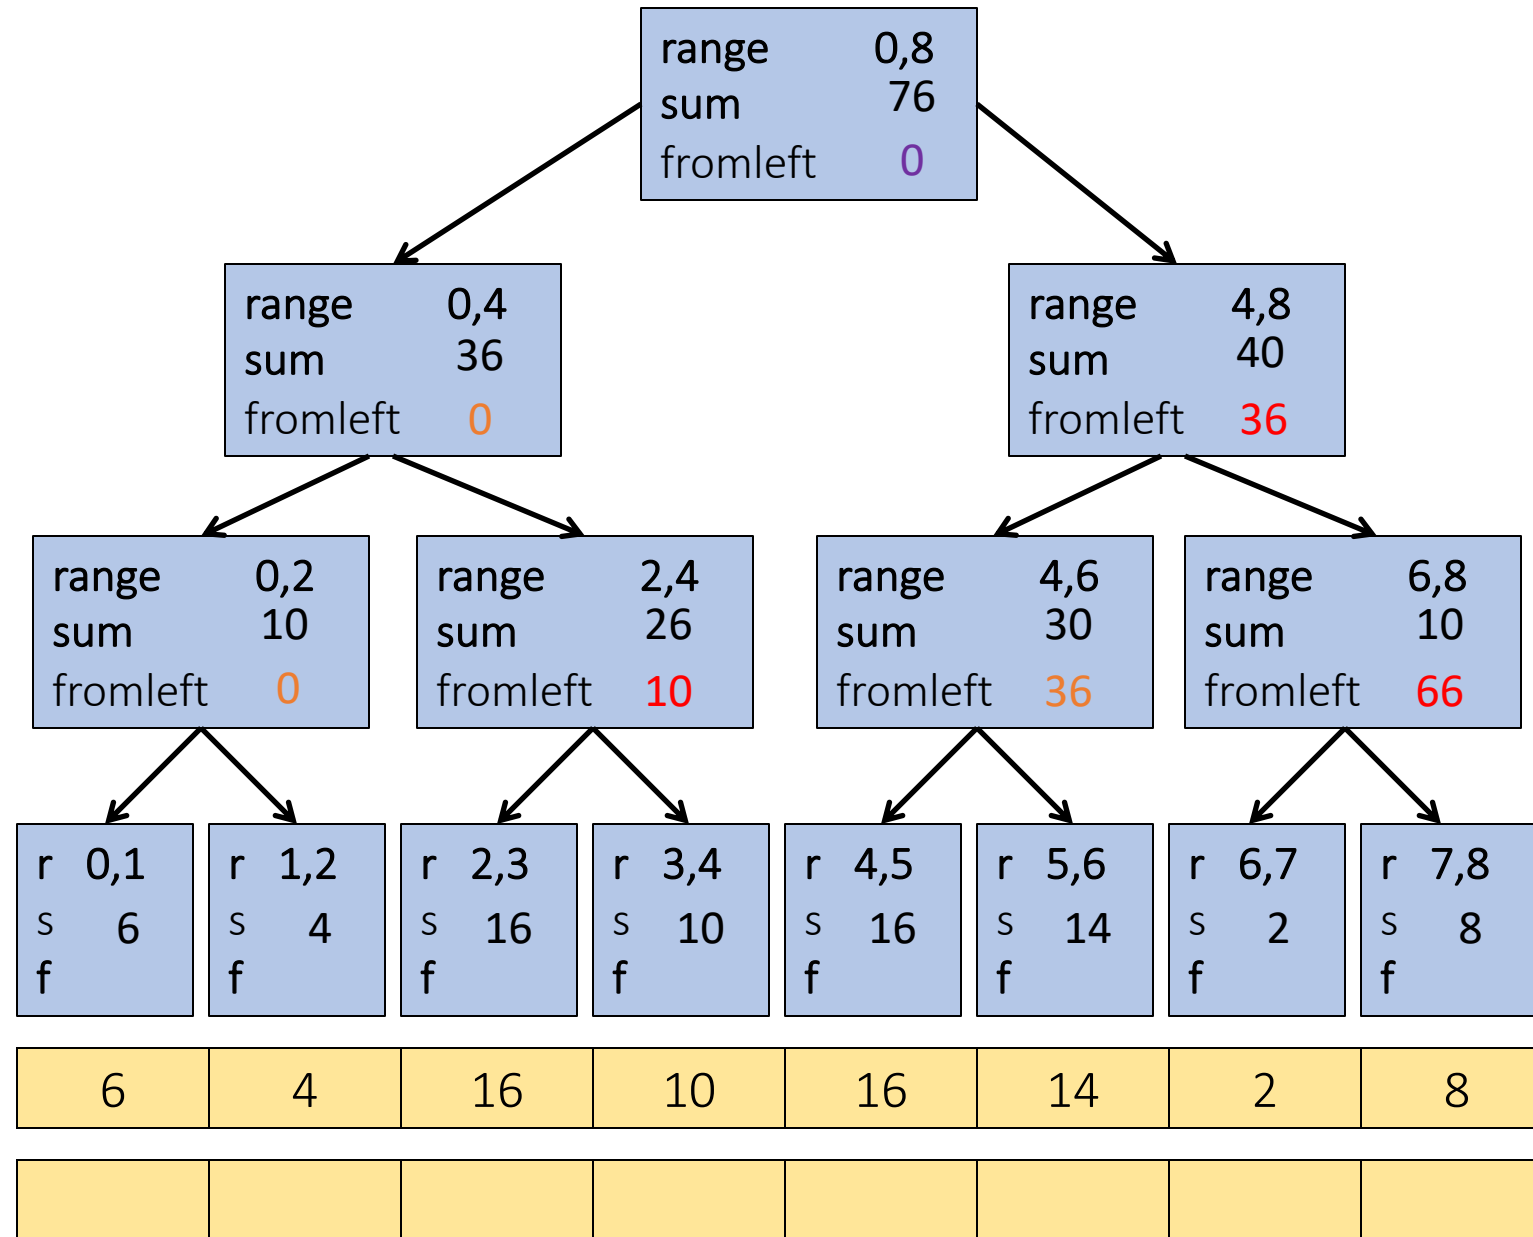 range 0,8
sum 76
fromleft 0
range 0,4
sum 36
fromleft 0
range 4,8
sum 40
fromleft 36
range 0,2
sum 10
fromleft 0
range 2,4
sum 26
fromleft 10
range 4,6
sum 30
fromleft 36
range 6,8
sum 10
fromleft 66
r 0,1
s 6
f
r 1,2
s 4
f
r 2,3
s 16
f
r 3,4
s 10
f
r 4,5
s 16
f
r 5,6
s 14
f
r 6,7
s 2
f
r 7,8
s 8
f
6 4 16 10 16 14 2 8